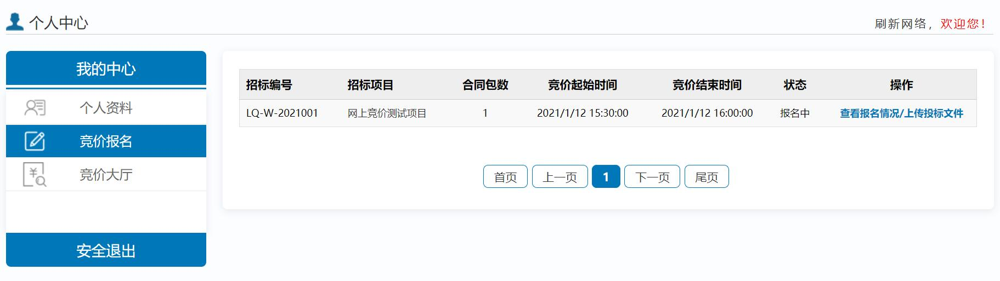 个人中心
刷新网络，欢迎您！
我的中心
个人资料
竞价报名
竞价大厅
安全退出
招标编号 招标项目 合同包数 竞价起始时间 竞价结束时间 状态 操作
LQ-W-2021001 网上竞价测试项目 1 2021/1/12 15:30:00 2021/1/12 16:00:00 报名中 查看报名情况/上传投标文件
首页 上一页 1 下一页 尾页